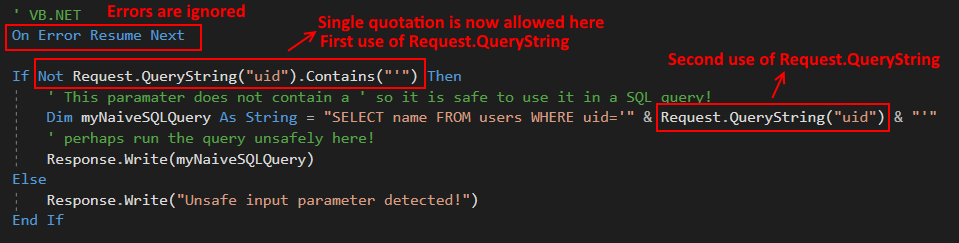 ' VB.NET
Errors are ignored
On Error Resume Next
Single quotation is now allowed here
First use of Request.QueryString
Second use of Request.QueryString
If Not Request.QueryString("uid").Contains("'") Then
' This paramater does not contain a ' so it is safe to use it in a SQL query!
Dim myNaiveSQLQuery As String = "SELECT name FROM users WHERE uid='" & Request.QueryString("uid") & "'"
' perhaps run the query unsafely here!
Response.Write(myNaiveSQLQuery)
Else
Response.Write("Unsafe input parameter detected!")
End If